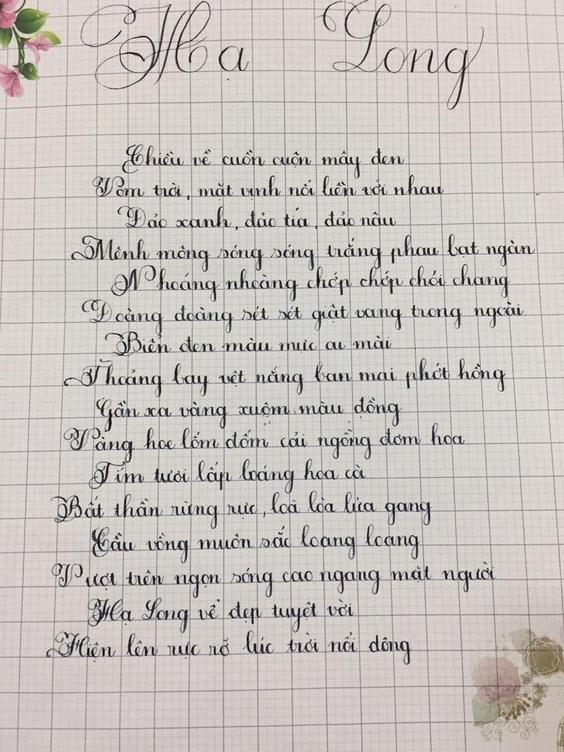 Hạ Long
Chiều về cuồn cuộn mây đen
Vòm trời, mặt vịnh nối liền với nhau
Đảo xanh, đảo tía, đảo nâu
Mênh mông sóng sóng trắng phau bạt ngàn
Nhoáng nhoàng chớp chớp chói chang
Đoàng đoàng sét sét giật vang trong ngoài
Biển đen màu mực ai mài
Thoảng bay vệt nắng ban mai phớt hồng
Gần xa vàng xuộm màu đồng
Vàng hoe lốm đốm cải ngồng đơm hoa
Tím tươi lấp loáng hoa cà
Bất thần rừng rực, loà loà lửa gang
Cầu vồng muôn sắc loang loang
Vượt trên ngọn sóng cao ngang mặt người
Hạ Long vẻ đẹp tuyệt vời
Hiện lên rực rỡ lúc trời nổi dông